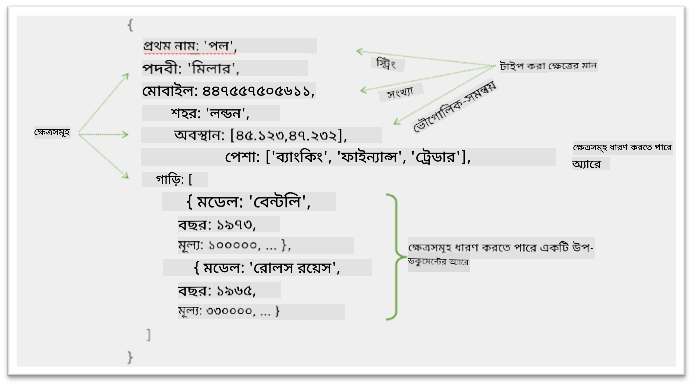 {
প্রথম নাম: 'পল',
পদবী: 'মিলার',
মোবাইল: ৪৪৭৫৫৭৫০৫৬১১,
শহর: 'লন্ডন',
অবস্থান: [৪৫.১২৩,৪৭.২৩২],
পেশা: ['ব্যাংকিং', 'ফাইন্যান্স', 'ট্রেডার'],
গাড়ি: [
{ মডেল: 'বেন্টলি',
বছর: ১৯৭৩,
মূল্য: ১০০০০০, ... },
{ মডেল: 'রোলস রয়েস',
বছর: ১৯৬৫,
মূল্য: ৩৩০০০০, ... }
]
}
ক্ষেত্রসমূহ
স্ট্রিং
সংখ্যা
ভৌগোলিক-সমন্বয়
টাইপ করা ক্ষেত্রের মান
ক্ষেত্রসমূহ ধারণ করতে পারে
অ্যারে
ক্ষেত্রসমূহ ধারণ করতে পারে একটি উপ-
ডকুমেন্টের অ্যারে